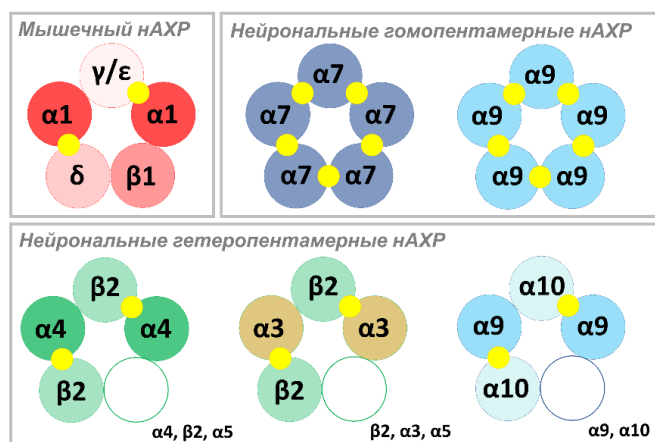 Мышечный нАХР
Нейрональные гомопентамерные нАХР
γ/ε
α1
α1
δ
β1
α7
α7
α7
α7
α7
α9
α9
α9
α9
α9
Нейрональные гетеропентамерные нАХР
β2
α4
α4
β2
α4, β2, α5
β2
α3
α3
β2
β2, α3, α5
α10
α9
α9
α10
α9, α10